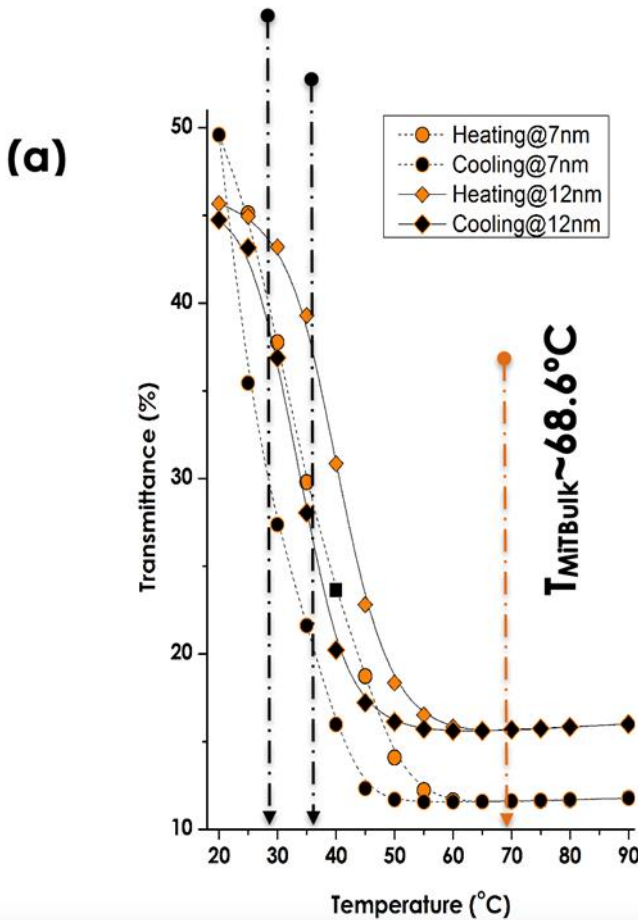 (a)
50
40
30
20
10
Transmittance (%)
Heating@7nm
Cooling@7nm
Heating@12nm
Cooling@12nm
TMiTBulk~68.6°C
20 30 40 50 60 70 80 90
Temperature (°C)